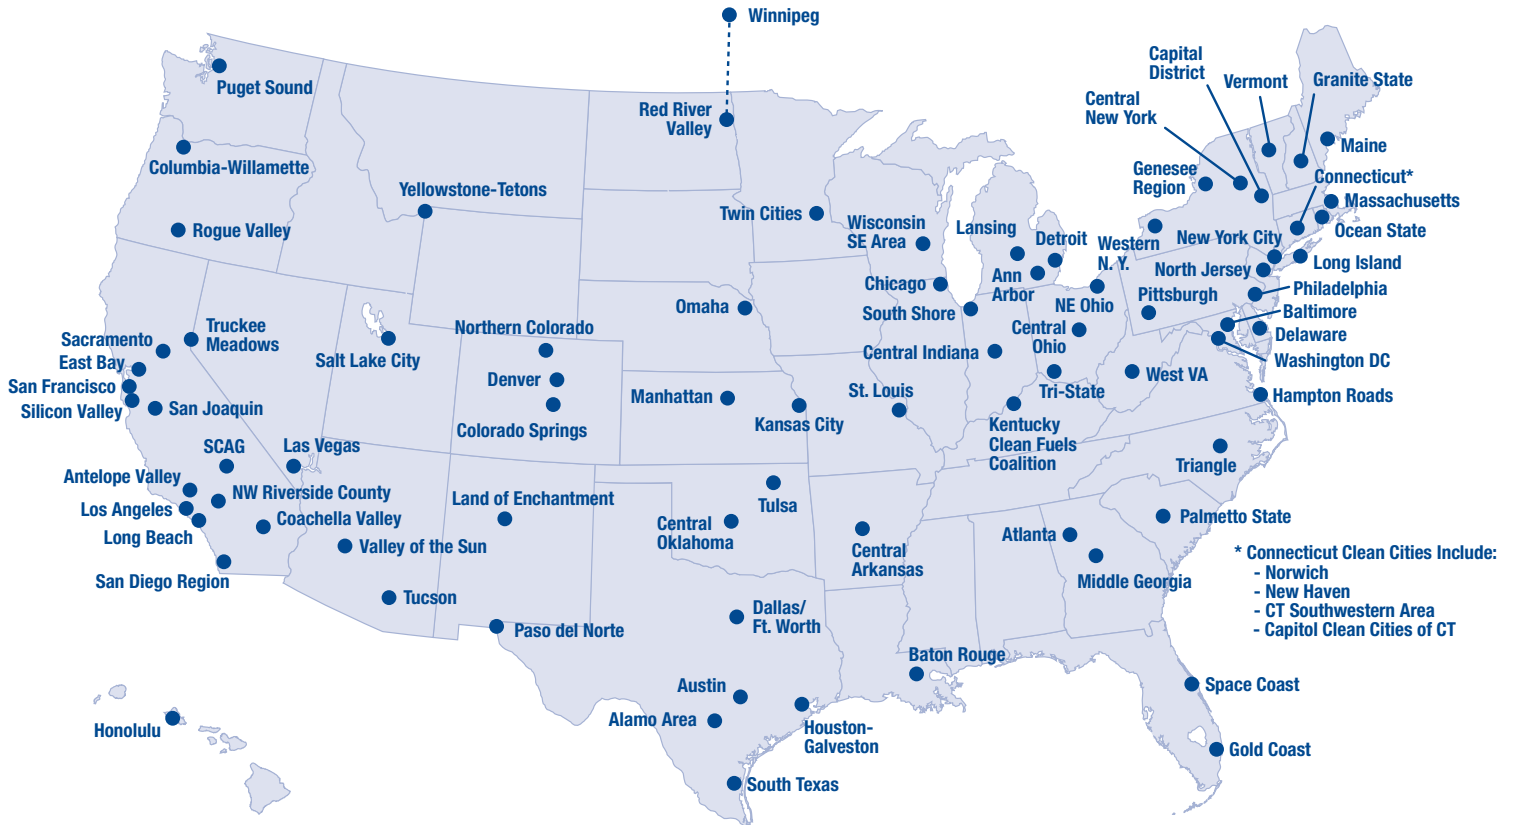 Winnipeg
Puget Sound
Red River
Valley
Capital
District
Vermont
Granite State
Central
New York
Maine
Columbia-Willamette
Yellowstone-Tetons
Genesee
Region
Connecticut*
Massachusetts
Rogue Valley
Twin Cities
Wisconsin
SE Area
Lansing
Detroit
Western
N. Y.
New York City
Ocean State
Long Island
Ann
Arbor
North Jersey
Chicago
South Shore
NE Ohio
Pittsburgh
Philadelphia
Baltimore
Delaware
Washington DC
Omaha
Sacramento
Truckee
Meadows
East Bay
San Francisco
Silicon Valley
San Joaquin
Salt Lake City
Northern Colorado
Denver
Colorado Springs
Manhattan
Kansas City
St. Louis
Central Indiana
Central
Ohio
Tri-State
West VA
Hampton Roads
Kentucky
Clean Fuels
Coalition
SCAG
Las Vegas
Antelope Valley
NW Riverside County
Los Angeles
Coachella Valley
Long Beach
San Diego Region
Land of Enchantment
Valley of the Sun
Tucson
Paso del Norte
Tulsa
Central
Oklahoma
Central
Arkansas
Triangle
Palmetto State
Atlanta
Middle Georgia
* Connecticut Clean Cities Include:
- Norwich
- New Haven
- CT Southwestern Area
- Capitol Clean Cities of CT
Dallas/
Ft. Worth
Baton Rouge
Austin
Alamo Area
Houston-
Galveston
South Texas
Space Coast
Gold Coast
Honolulu